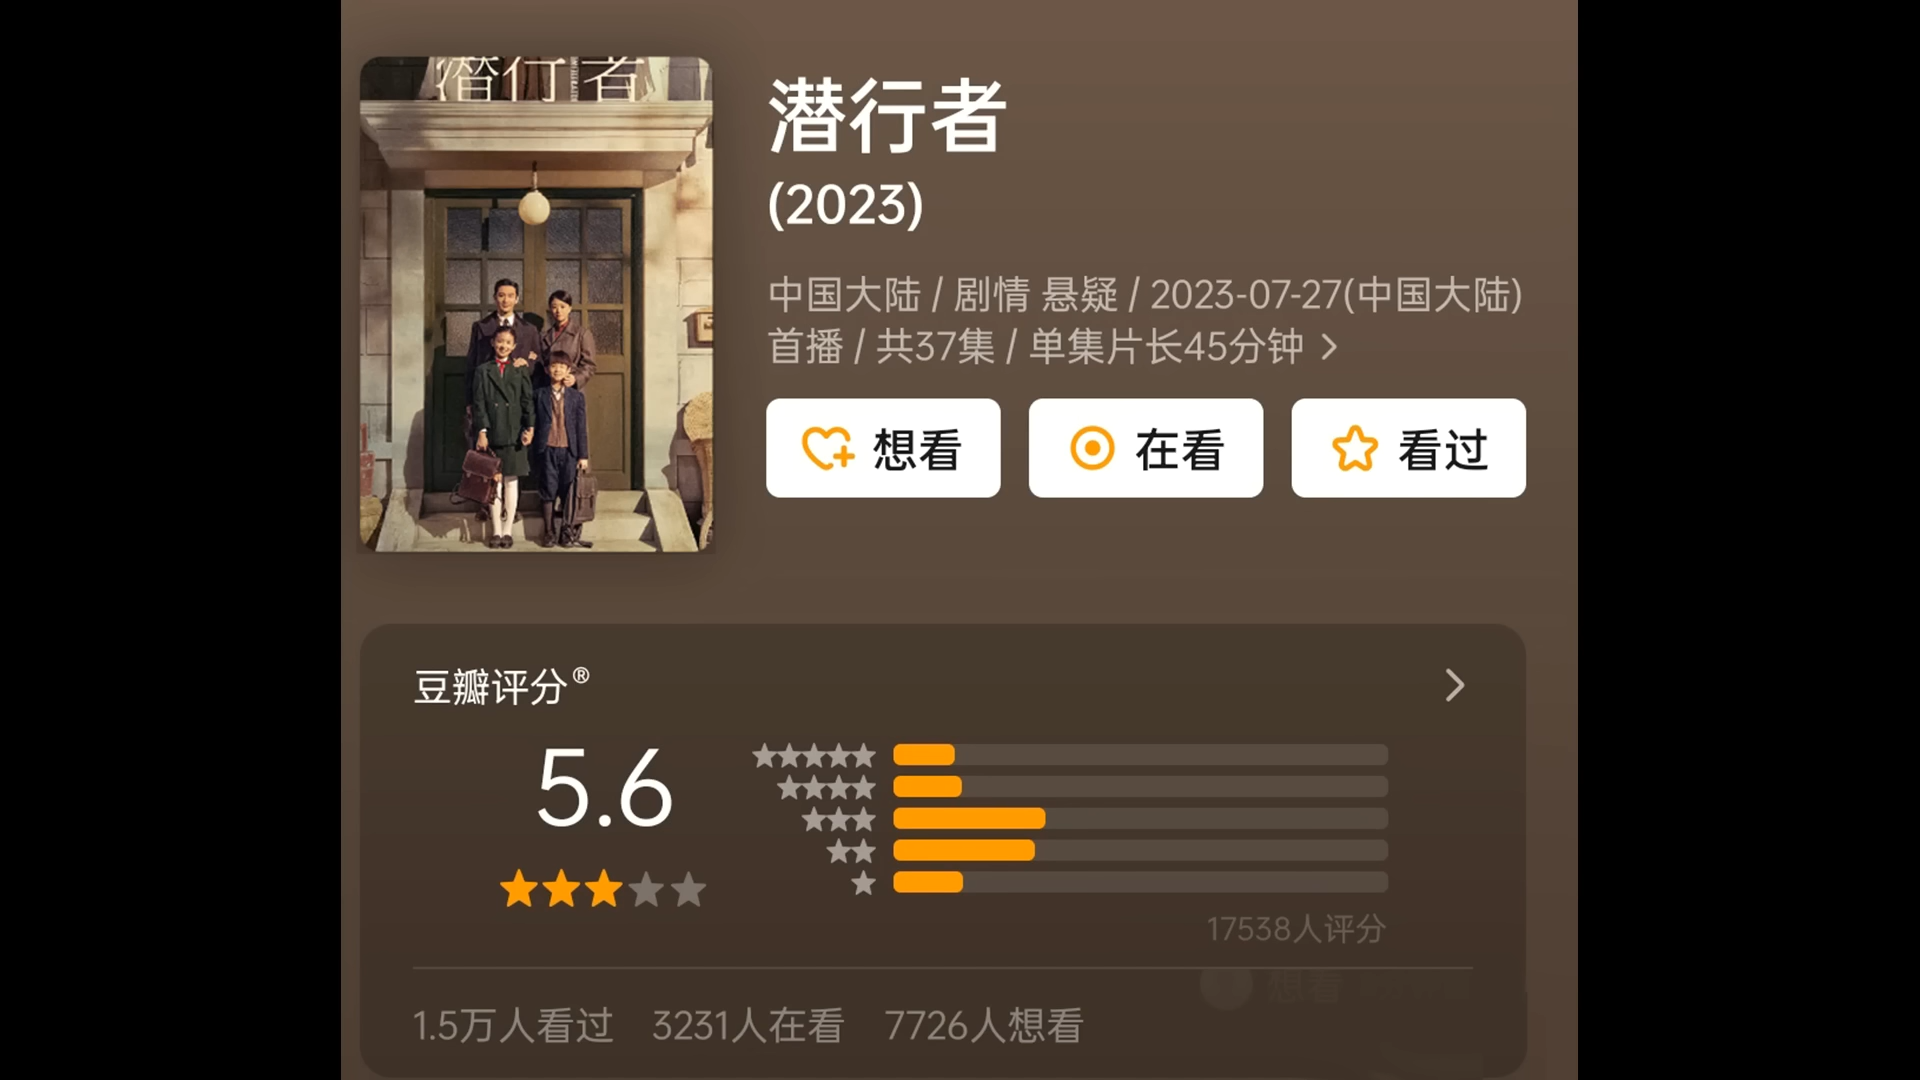 潜行者
潜行者
(2023)
中国大陆 / 剧情 悬疑 / 2023-07-27(中国大陆)
首播 / 共37集 / 单集片长45分钟 >
想看
在看
看过
豆瓣评分®
5.6
17538人评分
想看
1.5万人看过 3231人在看 7726人想看